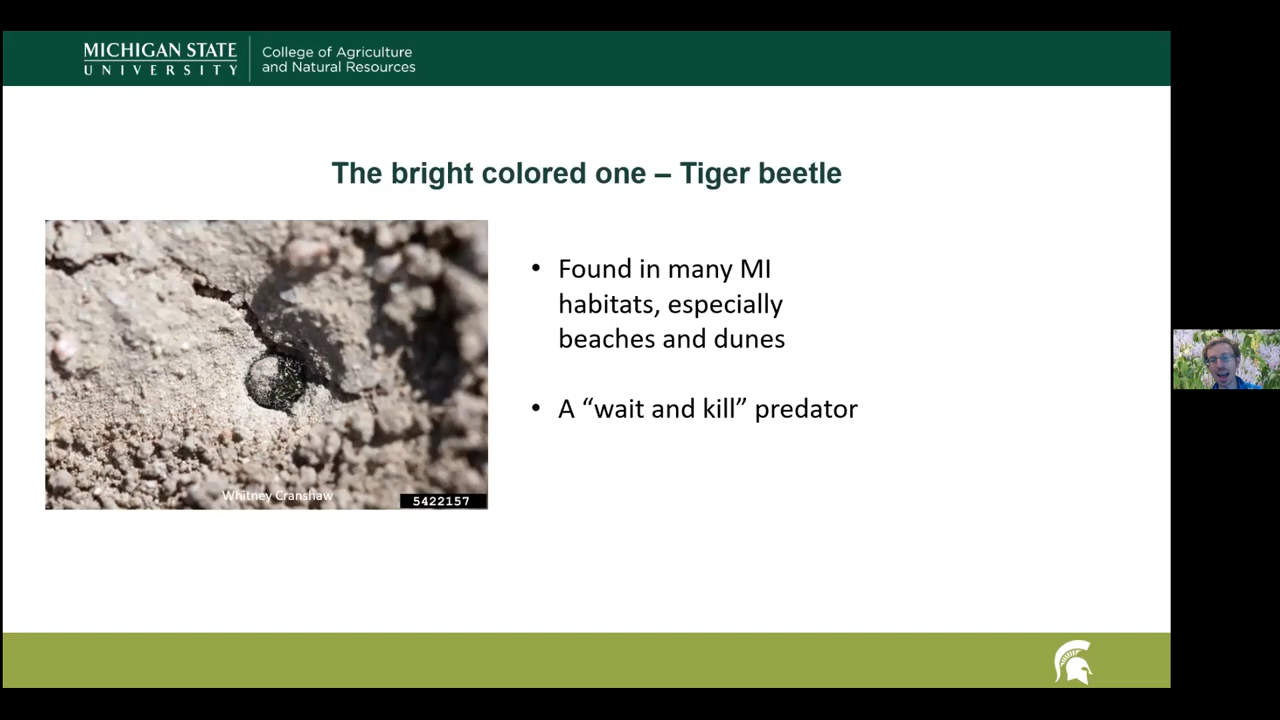 MICHIGAN STATE
UNIVERSITY
College of Agriculture
and Natural Resources
The bright colored one – Tiger beetle
• Found in many MI
habitats, especially
beaches and dunes
• A “wait and kill” predator
Whitney Cranshaw
5422157